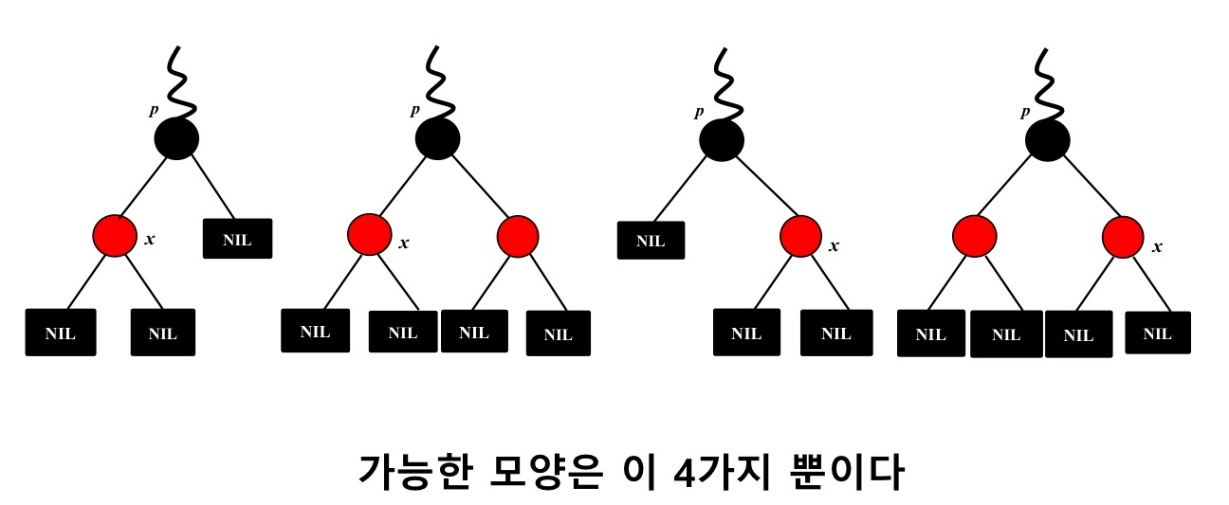 p p p p
x NIL x NIL x x
NIL NIL NIL NIL NIL NIL NIL NIL NIL NIL NIL NIL
가능한 모양은 이 4가지 뿐이다